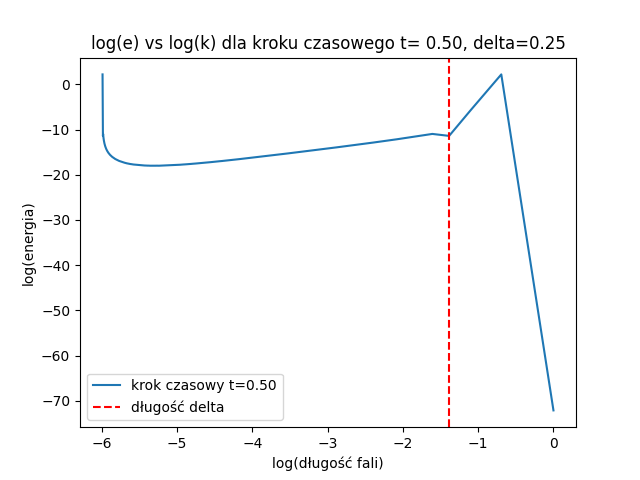 log(e) vs log(k) dla kroku czasowego t= 0.50, delta=0.25
log(energia)
0
−10
−20
−30
−40
−50
−60
−70
krok czasowy t=0.50
długość delta
−6 −5 −4 −3 −2 −1 0
log(długość fali)